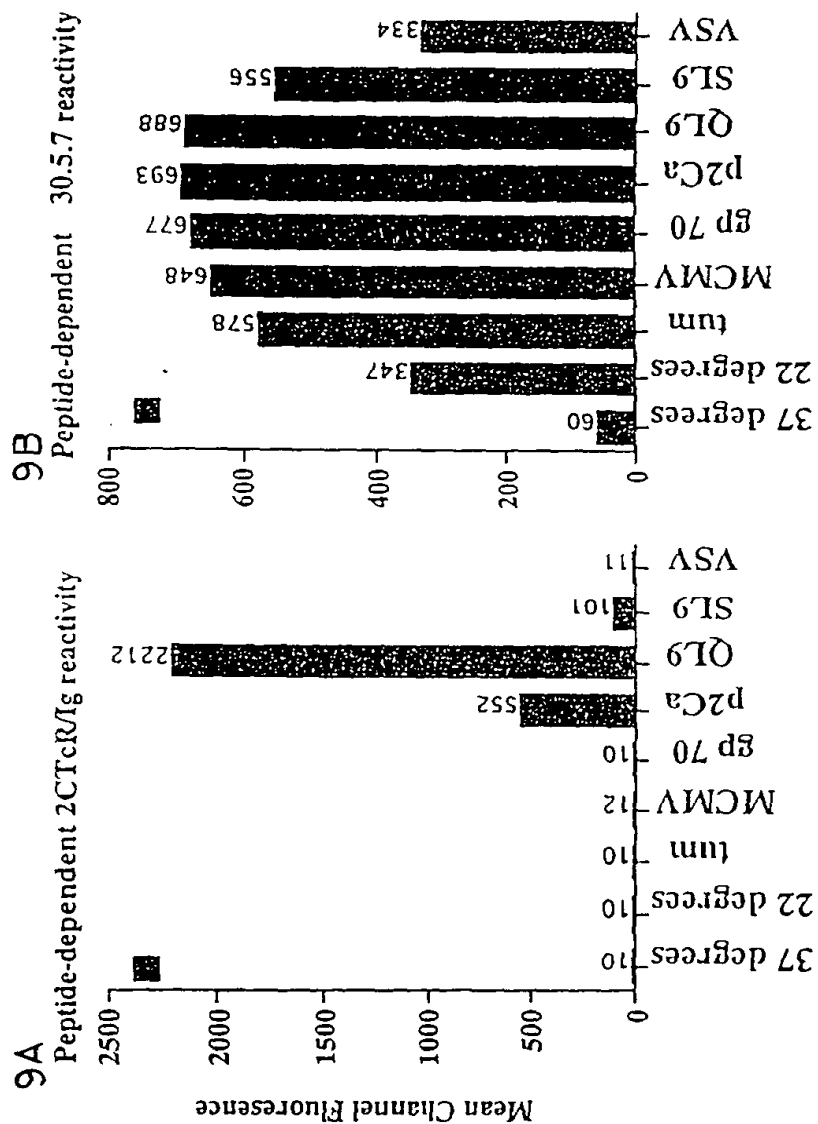 9A
Peptide-dependent 2CTcR/Ig reactivity
Mean Channel Fluoresence
2500
2000
1500
1000
500
0
10
10
10
12
10
552
2212
101
11
37 degrees
22 degrees
tum
MCMV
gp 70
p2Ca
QL9
SL9
VSV
9B
Peptide-dependent 30.5.7 reactivity
800
600
400
200
0
60
347
578
648
677
693
688
556
334
37 degrees
22 degrees
tum
MCMV
gp 70
p2Ca
QL9
SL9
VSV